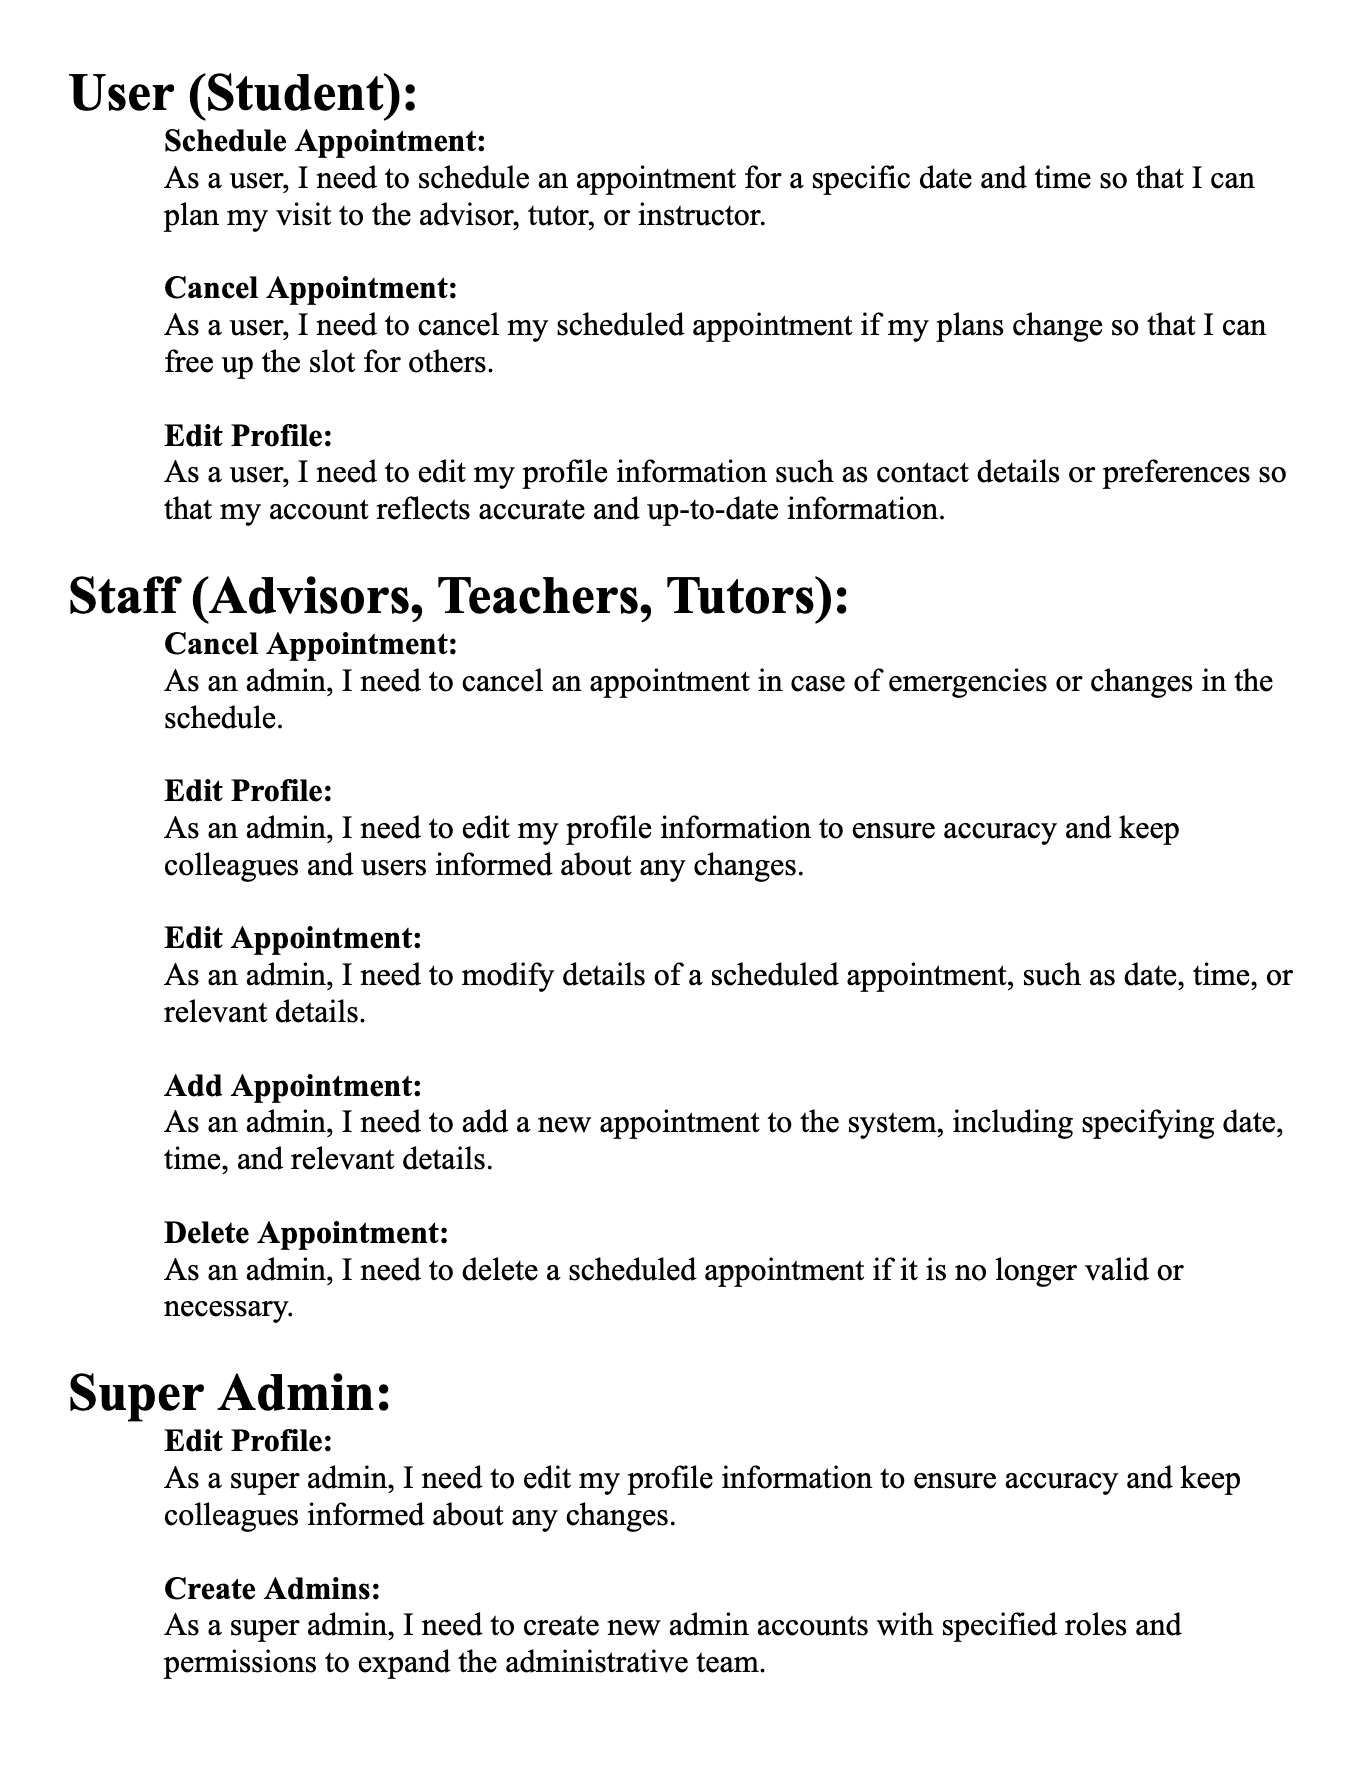 User (Student):
Schedule Appointment:
As a user, I need to schedule an appointment for a specific date and time so that I can
plan my visit to the advisor, tutor, or instructor.
Cancel Appointment:
As a user, I need to cancel my scheduled appointment if my plans change so that I can
free up the slot for others.
Edit Profile:
As a user, I need to edit my profile information such as contact details or preferences so
that my account reflects accurate and up-to-date information.
Staff (Advisors, Teachers, Tutors):
Cancel Appointment:
As an admin, I need to cancel an appointment in case of emergencies or changes in the
schedule.
Edit Profile:
As an admin, I need to edit my profile information to ensure accuracy and keep
colleagues and users informed about any changes.
Edit Appointment:
As an admin, I need to modify details of a scheduled appointment, such as date, time, or
relevant details.
Add Appointment:
As an admin, I need to add a new appointment to the system, including specifying date,
time, and relevant details.
Delete Appointment:
As an admin, I need to delete a scheduled appointment if it is no longer valid or
necessary.
Super Admin:
Edit Profile:
As a super admin, I need to edit my profile information to ensure accuracy and keep
colleagues informed about any changes.
Create Admins:
As a super admin, I need to create new admin accounts with specified roles and
permissions to expand the administrative team.